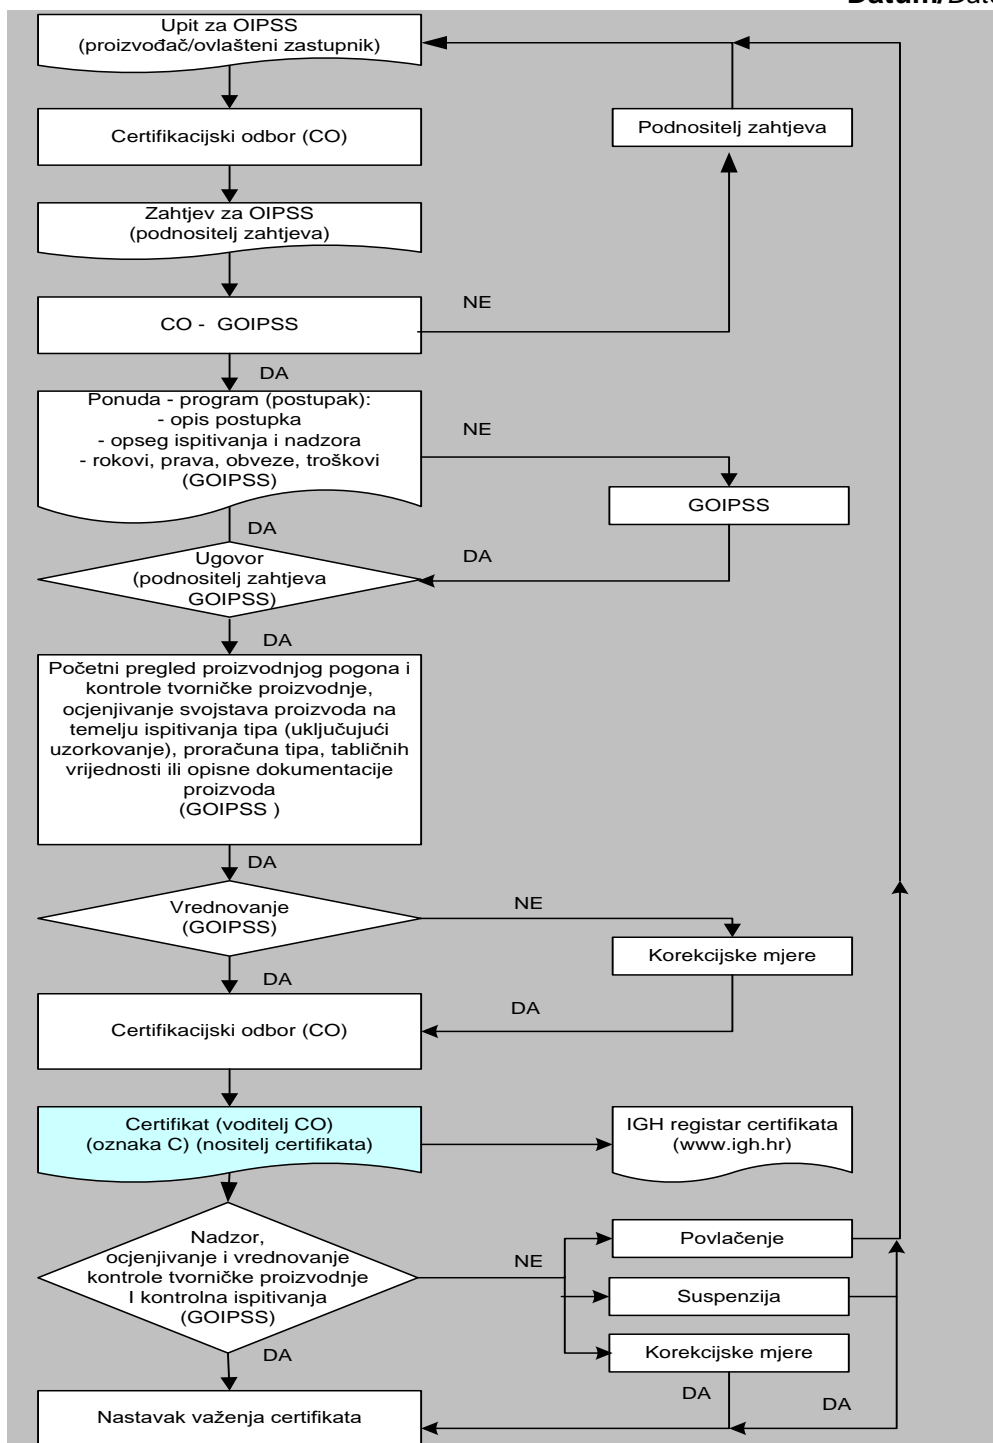 Datum/Date
Upit za OIPSS
(proizvođač/ovlašteni zastupnik)
Certifikacijski odbor (CO)
Podnositelj zahtjeva
Zahtjev za OIPSS
(podnositelj zahtjeva)
CO - GOIPSS
NE
DA
Ponuda - program (postupak):
- opis postupka
- opseg ispitivanja i nadzora
- rokovi, prava, obveze, troškovi
(GOIPSS)
NE
GOIPSS
DA
Ugovor
(podnositelj zahtjeva
GOIPSS)
DA
DA
Početni pregled proizvodnjog pogona i
kontrole tvorničke proizvodnje,
ocjenjivanje svojstava proizvoda na
temelju ispitivanja tipa (uključujući
uzorkovanje), proračuna tipa, tabličnih
vrijednosti ili opisne dokumentacije
proizvoda
(GOIPSS )
DA
Vrednovanje
(GOIPSS)
NE
Korekcijske mjere
DA
DA
Certifikacijski odbor (CO)
Certifikat (voditelj CO)
(oznaka C) (nositelj certifikata)
IGH registar certifikata
(www.igh.hr)
Nadzor,
ocjenjivanje i vrednovanje
kontrole tvorničke proizvodnje
I kontrolna ispitivanja
(GOIPSS)
NE
Povlačenje
Suspenzija
Korekcijske mjere
DA
DA
DA
Nastavak važenja certifikata